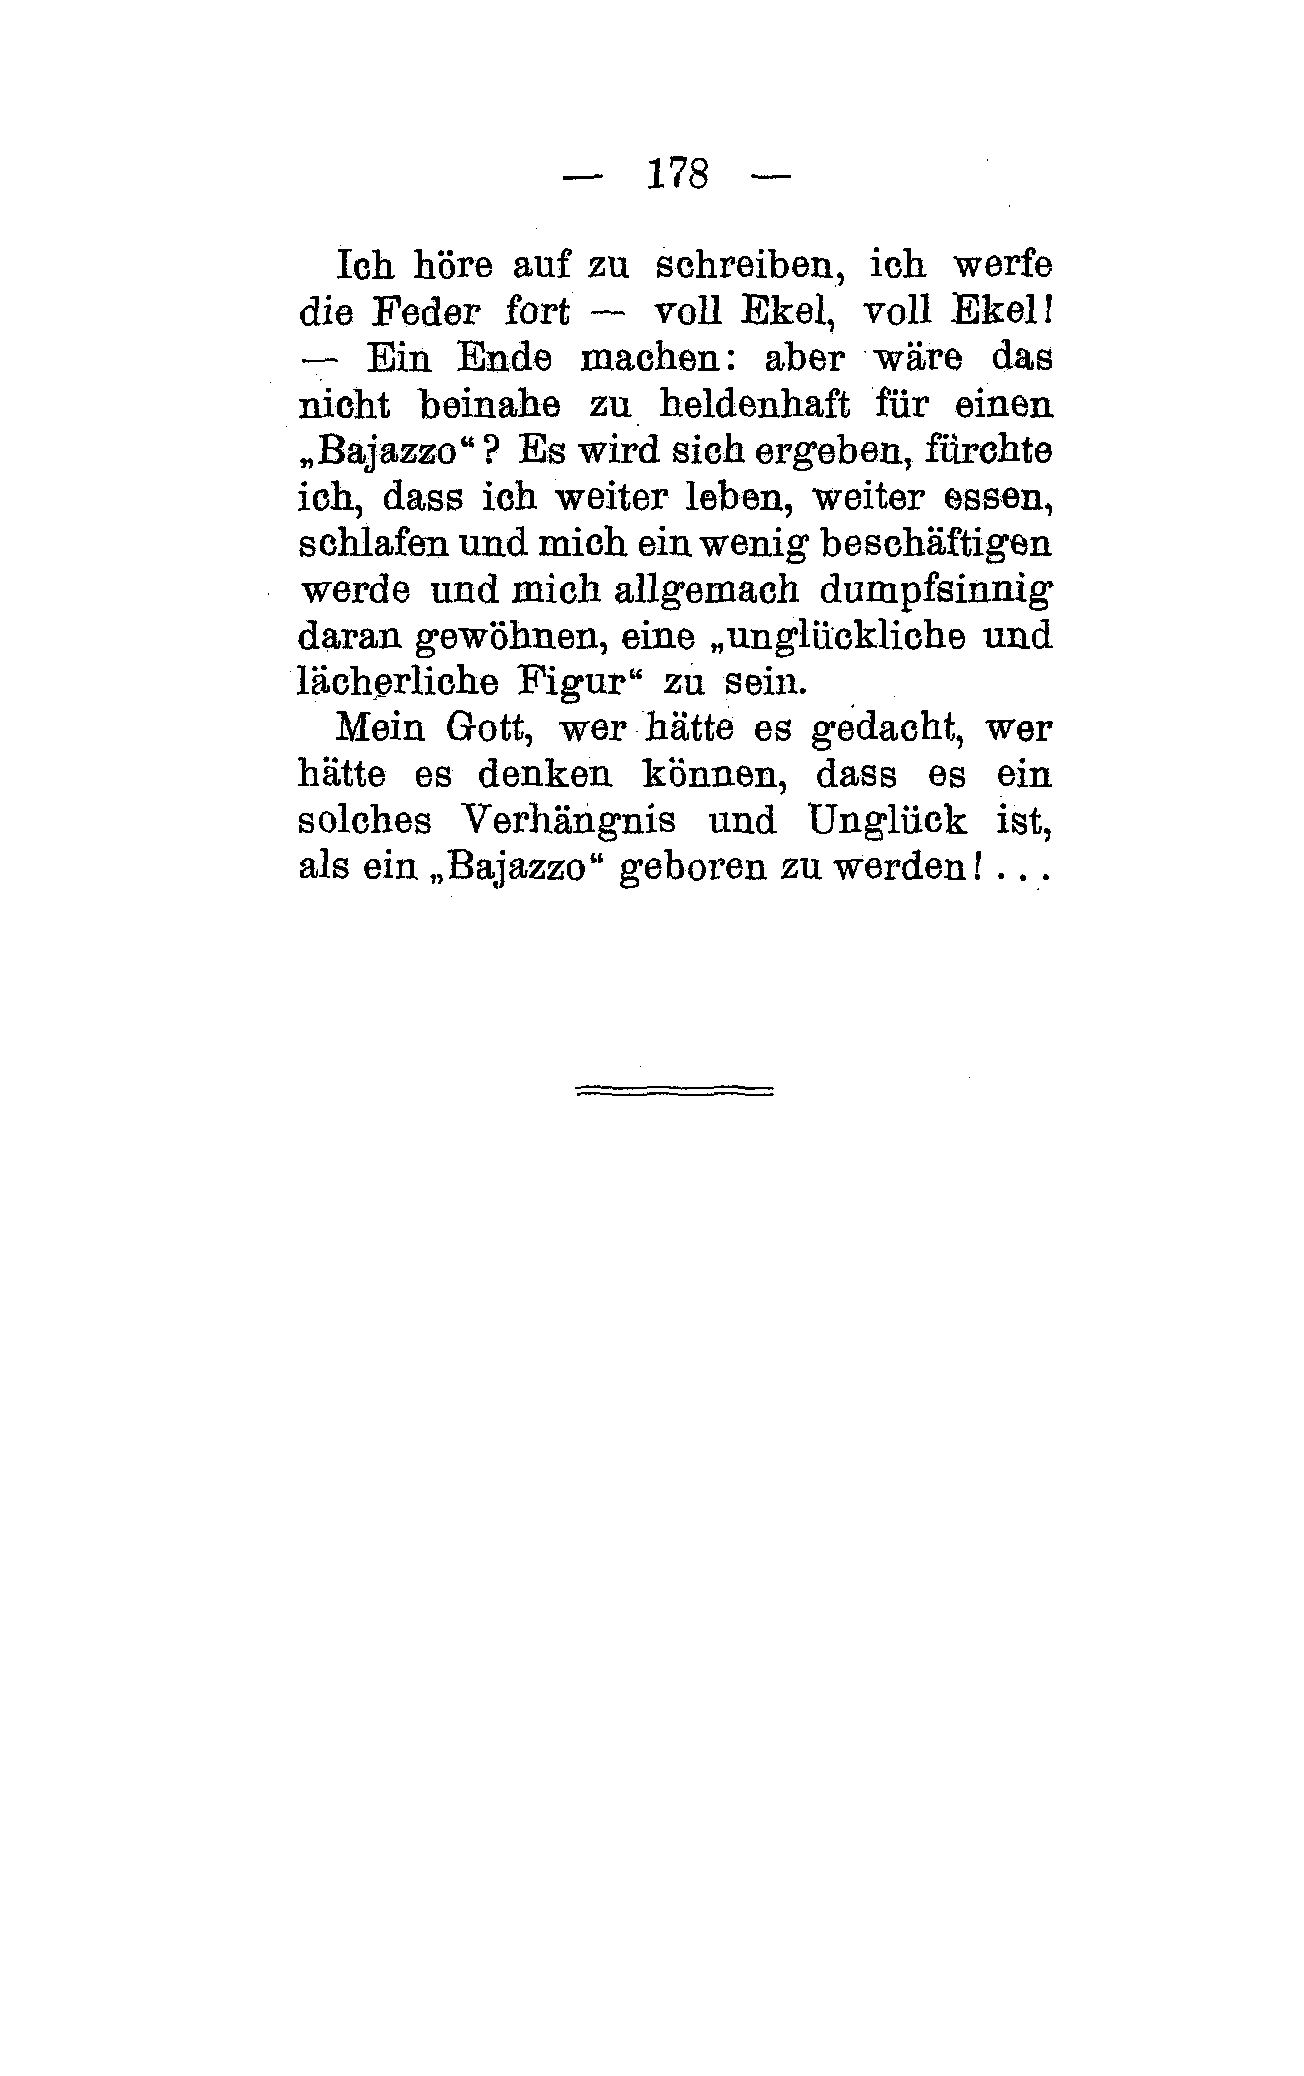 — 178 —
Ich höre auf zu schreiben, ich werfe
die Feder fort — voll Ekel, voll Ekel!
— Ein Ende machen: aber wäre das
nicht beinahe zu heldenhaft für einen
„Bajazzo“? Es wird sich ergeben, fürchte
ich, dass ich weiter leben, weiter essen,
schlafen und mich ein wenig beschäftigen
werde und mich allgemach dumpfsinnig
daran gewöhnen, eine „unglückliche und
lächerliche Figur“ zu sein.
Mein Gott, wer hätte es gedacht, wer
hätte es denken können, dass es ein
solches Verhängnis und Unglück ist,
als ein „Bajazzo“ geboren zu werden! . . .